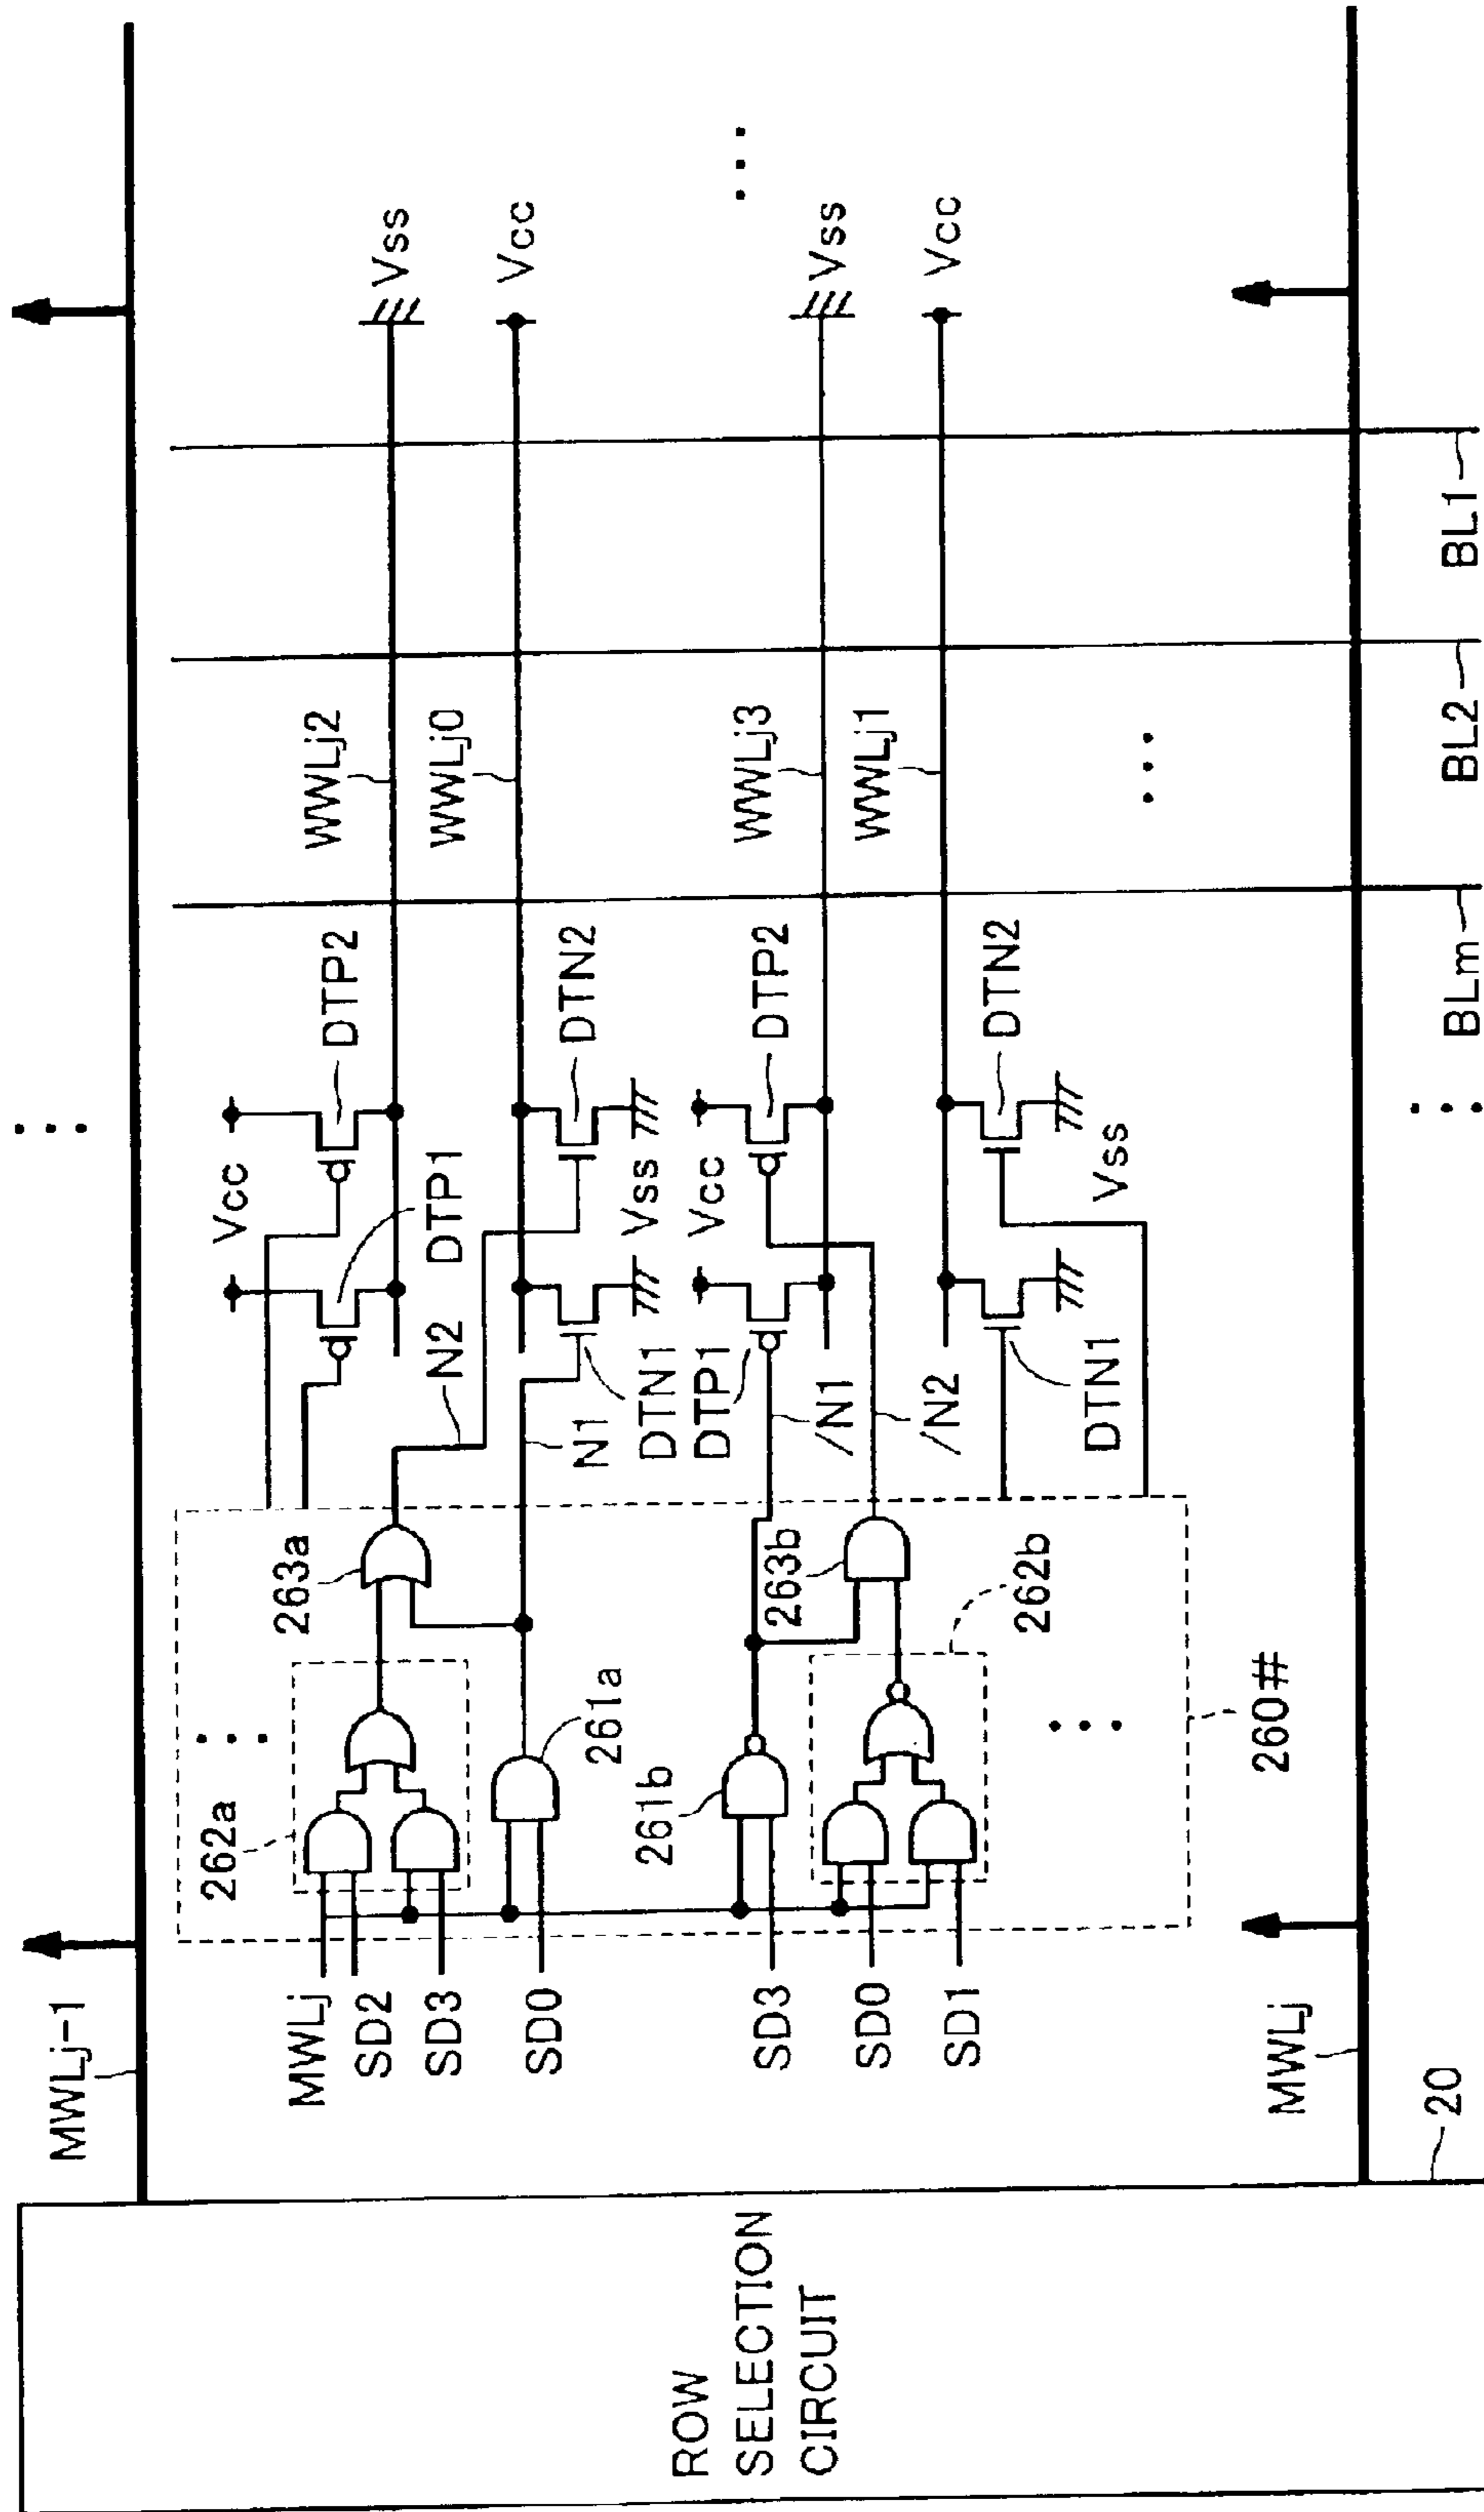 MWLj-1
Vcc
DTP2
DTP1
WWLj2
Vss
262a
263a
N2
WWLj0
Vcc
MWLj
SD2
SD3
SD0
261a
N1
DTN1
Vss
DTN2
261b
DTP1
Vcc
DTP2
WWLj3
Vss
SD3
SD0
SD1
263b
/N1
/N2
WWLj1
Vcc
262b
DTN1
Vss
DTN2
260#
MWLj
20
BLm
BL2
BL1
ROW
SELECTION
CIRCUIT